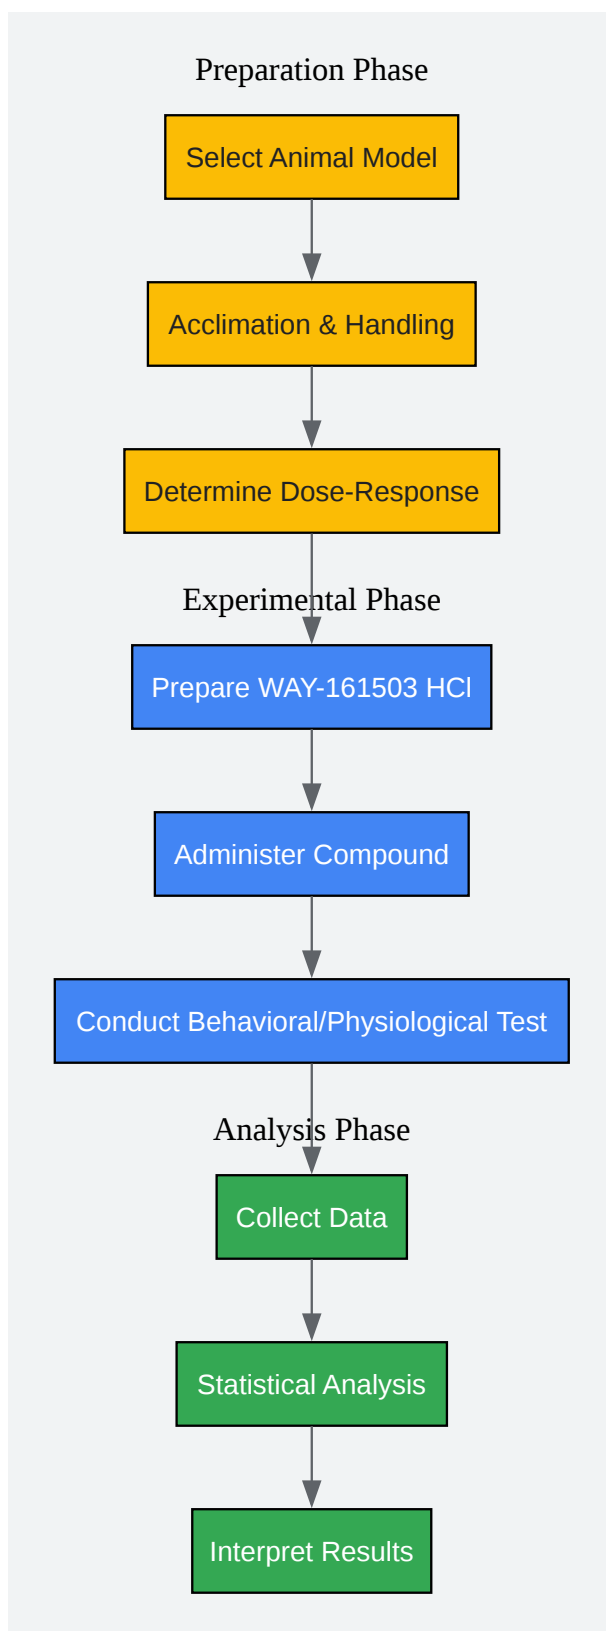 Preparation Phase
Select Animal Model
Acclimation & Handling
Determine Dose-Response
Experimental Phase
Prepare WAY-161503 HCl
Administer Compound
Conduct Behavioral/Physiological Test
Analysis Phase
Collect Data
Statistical Analysis
Interpret Results